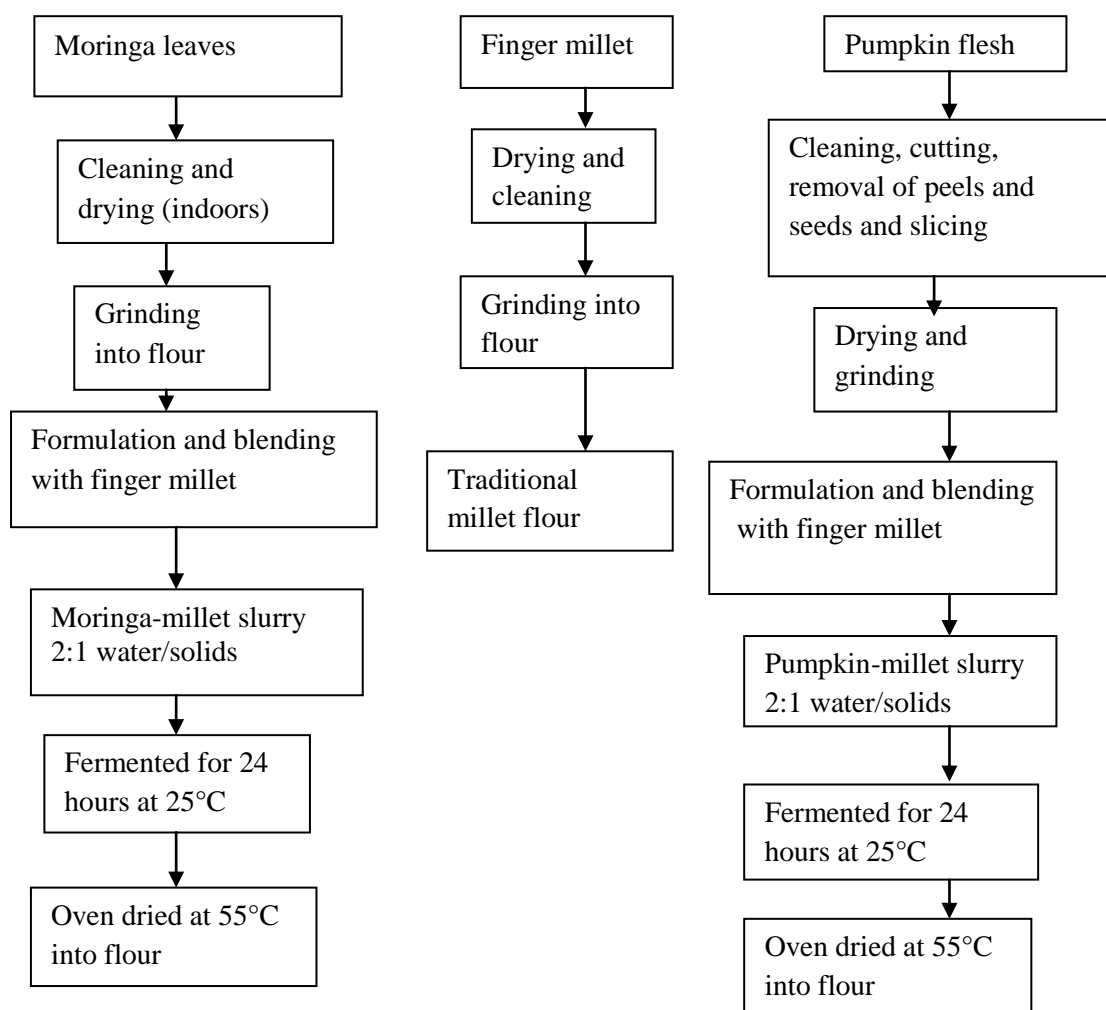 Moringa leaves
Cleaning and
drying (indoors)
Grinding
into flour
Formulation and blending
with finger millet
Moringa-millet slurry
2:1 water/solids
Fermented for 24
hours at 25°C
Oven dried at 55°C
into flour
Finger millet
Drying and
cleaning
Grinding into
flour
Traditional
millet flour
Pumpkin flesh
Cleaning, cutting,
removal of peels and
seeds and slicing
Drying and
grinding
Formulation and blending
with finger millet
Pumpkin-millet slurry
2:1 water/solids
Fermented for 24
hours at 25°C
Oven dried at 55°C
into flour